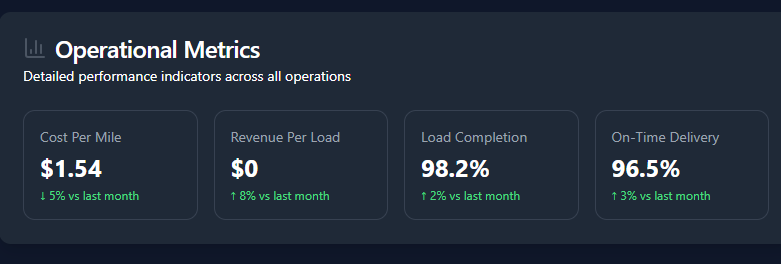 Operational Metrics
Detailed performance indicators across all operations
Cost Per Mile
$1.54
↓ 5% vs last month
Revenue Per Load
$0
↑ 8% vs last month
Load Completion
98.2%
↑ 2% vs last month
On-Time Delivery
96.5%
↑ 3% vs last month